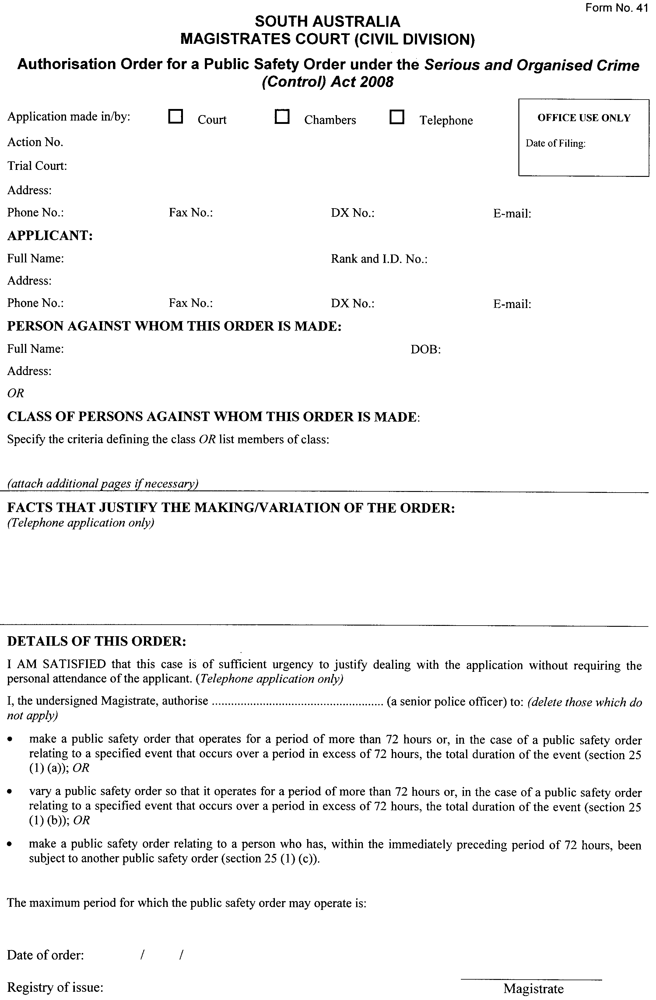 Form No. 41
SOUTH AUSTRALIA
MAGISTRATES COURT (CIVIL DIVISION)
Authorisation Order for a Public Safety Order under the Serious and Organised Crime
(Control) Act 2008
Application made in/by: Court Chambers Telephone
OFFICE USE ONLY
Action No.
Date of Filing:
Trial Court:
Address:
Phone No.: Fax No.: DX No.: E-mail:
APPLICANT:
Full Name: Rank and I.D. No.:
Address:
Phone No.: Fax No.: DX No.: E-mail:
PERSON AGAINST WHOM THIS ORDER IS MADE:
Full Name: DOB:
Address:
OR
CLASS OF PERSONS AGAINST WHOM THIS ORDER IS MADE:
Specify the criteria defining the class OR list members of class:
(attach additional pages if necessary)
FACTS THAT JUSTIFY THE MAKING/VARIATION OF THE ORDER:
(Telephone application only)
DETAILS OF THIS ORDER:
I AM SATISFIED that this case is of sufficient urgency to justify dealing with the application without requiring the
personal attendance of the applicant. (Telephone application only)
I, the undersigned Magistrate, authorise ...................................................... (a senior police officer) to: (delete those which do
not apply)
• make a public safety order that operates for a period of more than 72 hours or, in the case of a public safety order
relating to a specified event that occurs over a period in excess of 72 hours, the total duration of the event (section 25
(1) (a)); OR
• vary a public safety order so that it operates for a period of more than 72 hours or, in the case of a public safety order
relating to a specified event that occurs over a period in excess of 72 hours, the total duration of the event (section 25
(1) (b)); OR
• make a public safety order relating to a person who has, within the immediately preceding period of 72 hours, been
subject to another public safety order (section 25 (1) (c)).
The maximum period for which the public safety order may operate is:
Date of order: / /
Registry of issue:
Magistrate